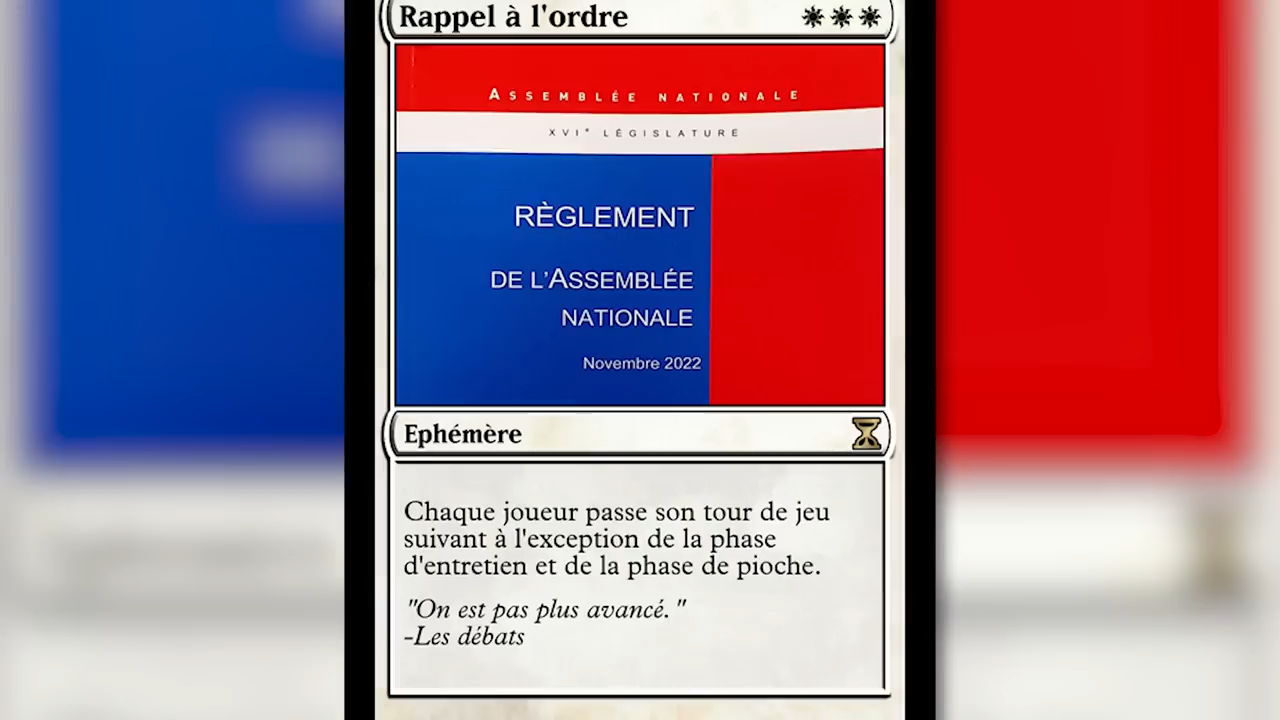 Rappel à l'ordre
ASSEMBLÉE NATIONALE
XVIe LÉGISLATURE
RÈGLEMENT
DE L'ASSEMBLÉE
NATIONALE
Novembre 2022
Ephémère
Chaque joueur passe son tour de jeu
suivant à l'exception de la phase
d'entretien et de la phase de pioche.
"On est pas plus avancé."
-Les débats